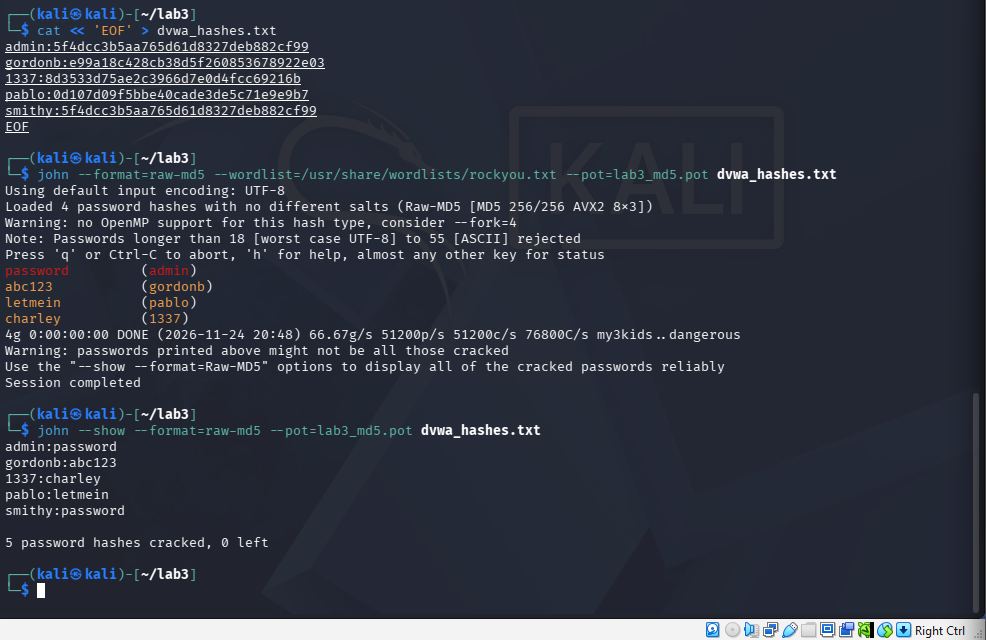 ┌──(kali㉿kali)-[~/lab3]
└─$ cat << 'EOF' > dvwa_hashes.txt
admin:5f4dcc3b5aa765d61d8327deb882cf99
gordonb:e99a18c428cb38d5f260853678922e03
1337:8d3533d75ae2c3966d7e0d4fcc69216b
pablo:0d107d09f5bbe40cade3de5c71e9e9b7
smithy:5f4dcc3b5aa765d61d8327deb882cf99
EOF
┌──(kali㉿kali)-[~/lab3]
└─$ john --format=raw-md5 --wordlist=/usr/share/wordlists/rockyou.txt --pot=lab3_md5.pot dvwa_hashes.txt
Using default input encoding: UTF-8
Loaded 4 password hashes with no different salts (Raw-MD5 [MD5 256/256 AVX2 8×3])
Warning: no OpenMP support for this hash type, consider --fork=4
Note: Passwords longer than 18 [worst case UTF-8] to 55 [ASCII] rejected
Press 'q' or Ctrl-C to abort, 'h' for help, almost any other key for status
password         (admin)
abc123           (gordonb)
letmein          (pablo)
charley          (1337)
4g 0:00:00:00 DONE (2026-11-24 20:48) 66.67g/s 51200p/s 51200c/s 76800C/s my3kids..dangerous
Warning: passwords printed above might not be all those cracked
Use the "--show --format=Raw-MD5" options to display all of the cracked passwords reliably
Session completed
┌──(kali㉿kali)-[~/lab3]
└─$ john --show --format=raw-md5 --pot=lab3_md5.pot dvwa_hashes.txt
admin:password
gordonb:abc123
1337:charley
pablo:letmein
smithy:password
5 password hashes cracked, 0 left
┌──(kali㉿kali)-[~/lab3]
└─$
KALI
Right Ctrl